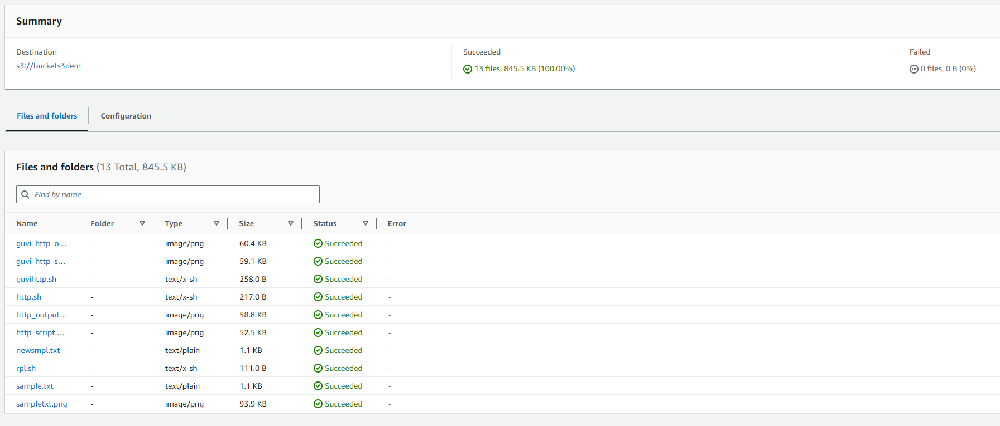 Summary
Destination
s3://buckets3dem
Succeeded
13 files, 845.5 KB (100.00%)
Failed
0 files, 0 B (0%)
Files and folders
Configuration
Files and folders (13 Total, 845.5 KB)
Find by name
Name Folder Type Size Status Error
guvi_http_o... - image/png 60.4 KB Succeeded -
guvi_http_s... - image/png 59.1 KB Succeeded -
guvihttp.sh - text/x-sh 258.0 B Succeeded -
http.sh - text/x-sh 217.0 B Succeeded -
http_output... - image/png 58.8 KB Succeeded -
http_script.... - image/png 52.5 KB Succeeded -
newsmpl.txt - text/plain 1.1 KB Succeeded -
rpl.sh - text/x-sh 111.0 B Succeeded -
sample.txt - text/plain 1.1 KB Succeeded -
sampletxt.png - image/png 93.9 KB Succeeded -